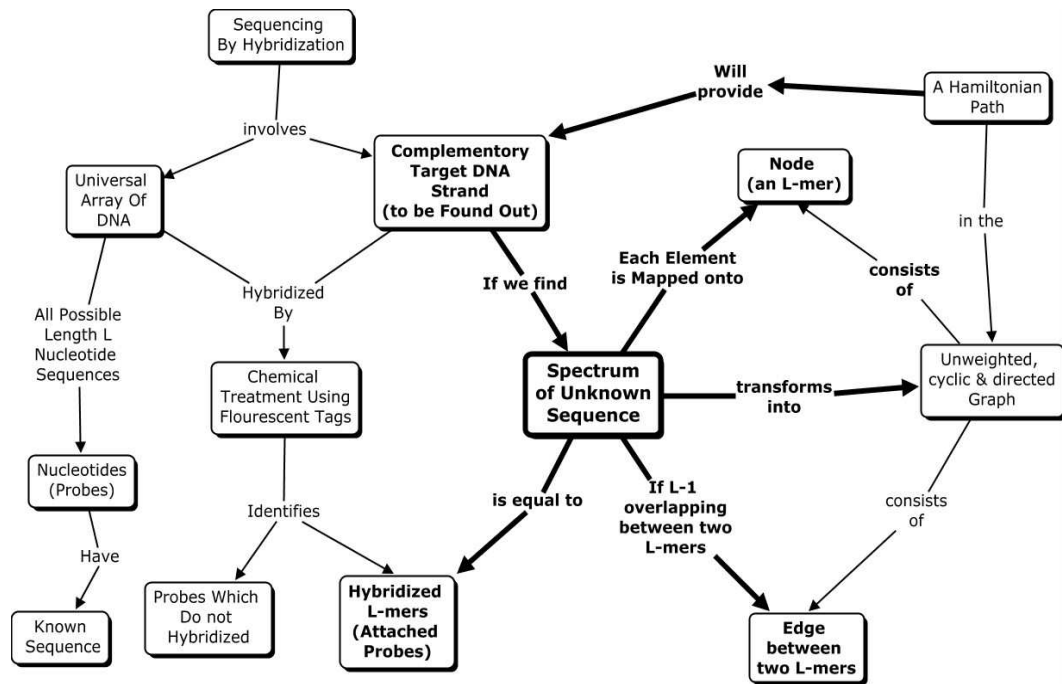 Sequencing
By Hybridization
involves
Universal
Array Of
DNA
Complementory
Target DNA
Strand
(to be Found Out)
Will
provide
A Hamiltonian
Path
in the
Node
(an L-mer)
Each Element
is Mapped onto
consists
of
If we find
Hybridized
By
All Possible
Length L
Nucleotide
Sequences
Chemical
Treatment Using
Flourescent Tags
Spectrum
of Unknown
Sequence
transforms
into
Unweighted,
cyclic & directed
Graph
Nucleotides
(Probes)
Identifies
is equal to
If L-1
overlapping
between two
L-mers
consists
of
Have
Known
Sequence
Probes Which
Do not
Hybridized
Hybridized
L-mers
(Attached
Probes)
Edge
between
two L-mers